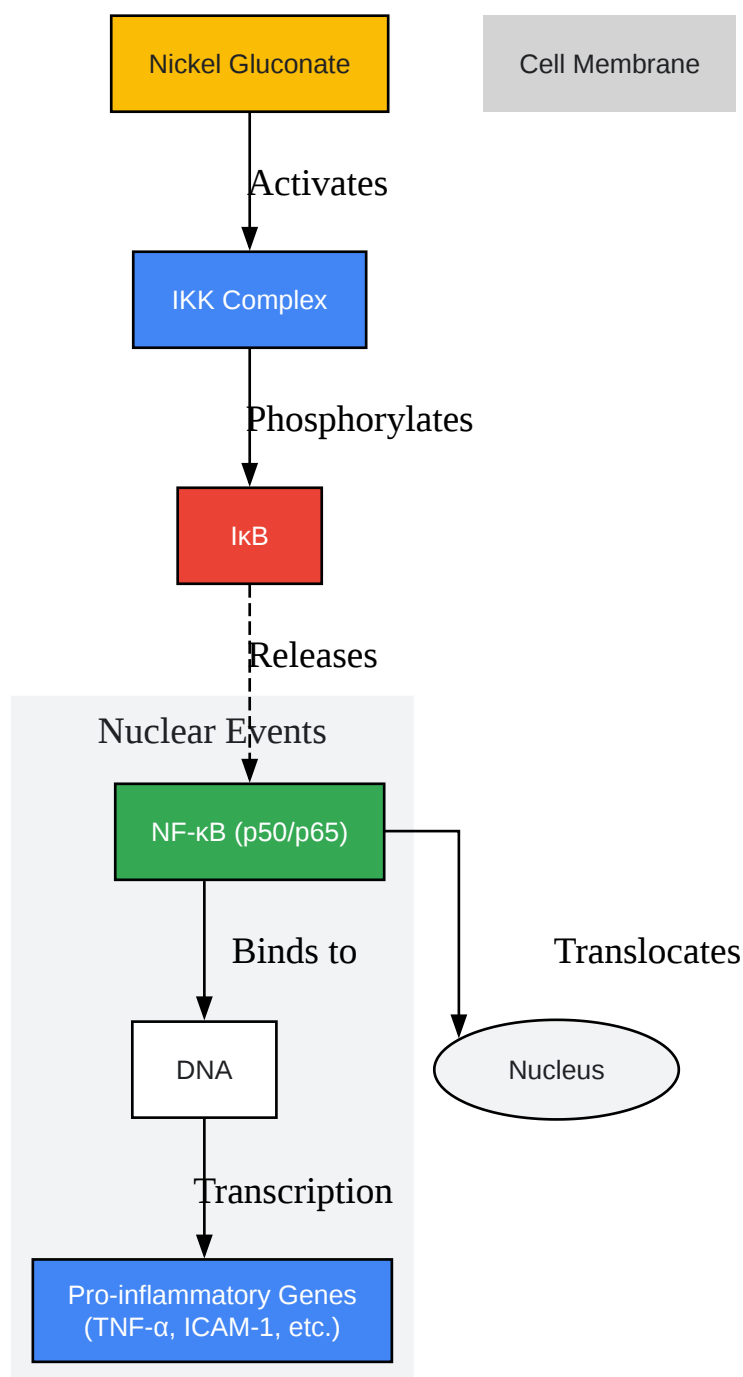 Nickel Gluconate
Cell Membrane
Activates
IKK Complex
Phosphorylates
IκB
Releases
Nuclear Events
NF-κB (p50/p65)
Binds to
Translocates
DNA
Nucleus
Transcription
Pro-inflammatory Genes
(TNF-α, ICAM-1, etc.)